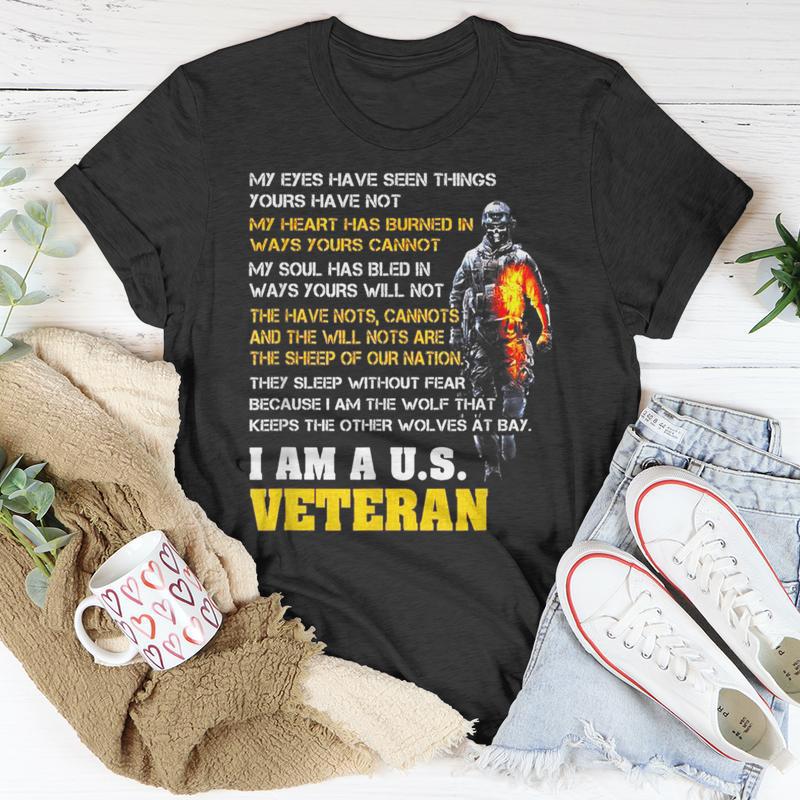 MY EYES HAVE SEEN THINGS
YOURS HAVE NOT
MY HEART HAS BURNED IN
WAYS YOURS CANNOT
MY SOUL HAS BLED IN
WAYS YOURS WILL NOT
THE HAVE NOTS, CANNOTS
AND THE WILL NOTS ARE
THE SHEEP OF OUR NATION.
THEY SLEEP WITHOUT FEAR
BECAUSE I AM THE WOLF THAT
KEEPS THE OTHER WOLVES AT BAY.
I AM A U.S.
VETERAN